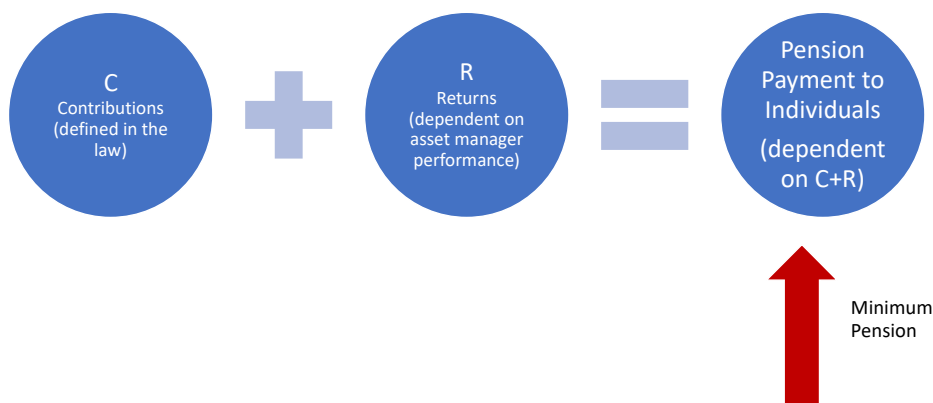 C
Contributions
(defined in the
law)
R
Returns
(dependent on
asset manager
performance)
Pension
Payment to
Individuals
(dependent
on C+R)
Minimum
Pension